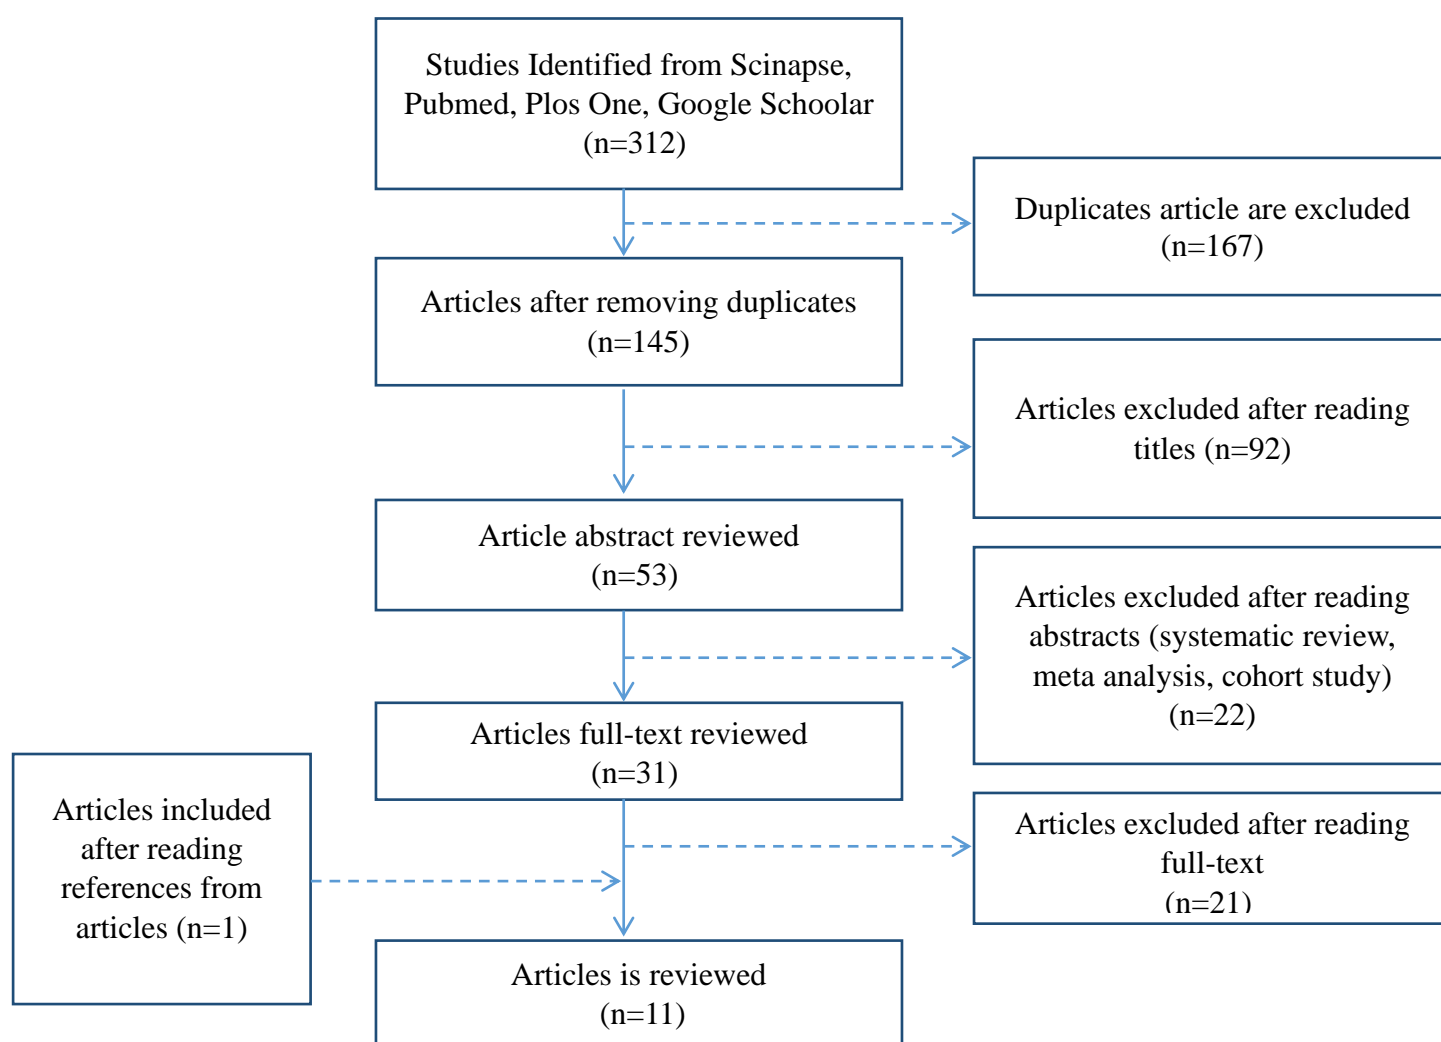 Studies Identified from Scinapse,
Pubmed, Plos One, Google Schoolar
(n=312)
Duplicates article are excluded
(n=167)
Articles after removing duplicates
(n=145)
Articles excluded after reading
titles (n=92)
Article abstract reviewed
(n=53)
Articles excluded after reading
abstracts (systematic review,
meta analysis, cohort study)
(n=22)
Articles full-text reviewed
(n=31)
Articles included
after reading
references from
articles (n=1)
Articles excluded after reading
full-text
(n=21)
Articles is reviewed
(n=11)